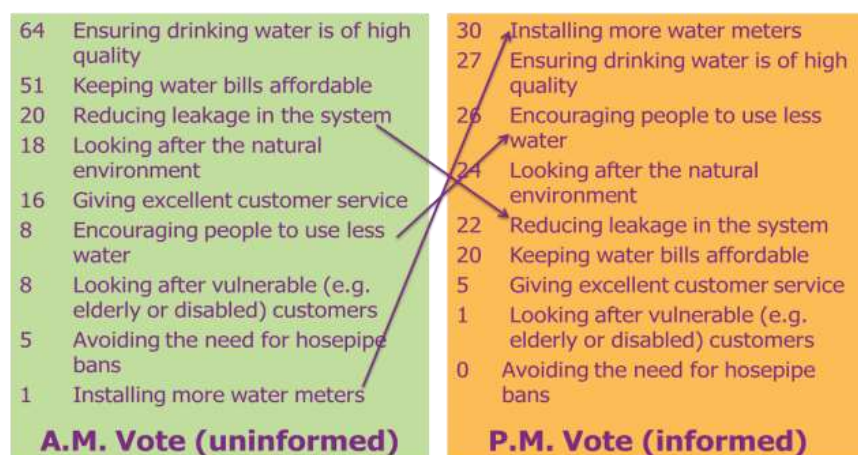 64 Ensuring drinking water is of high
quality
51 Keeping water bills affordable
20 Reducing leakage in the system
18 Looking after the natural
environment
16 Giving excellent customer service
8 Encouraging people to use less
water
8 Looking after vulnerable (e.g.
elderly or disabled) customers
5 Avoiding the need for hosepipe
bans
1 Installing more water meters
A.M. Vote (uninformed)
30 Installing more water meters
27 Ensuring drinking water is of high
quality
26 Encouraging people to use less
water
24 Looking after the natural
environment
22 Reducing leakage in the system
20 Keeping water bills affordable
5 Giving excellent customer service
1 Looking after vulnerable (e.g.
elderly or disabled) customers
0 Avoiding the need for hosepipe
bans
P.M. Vote (informed)